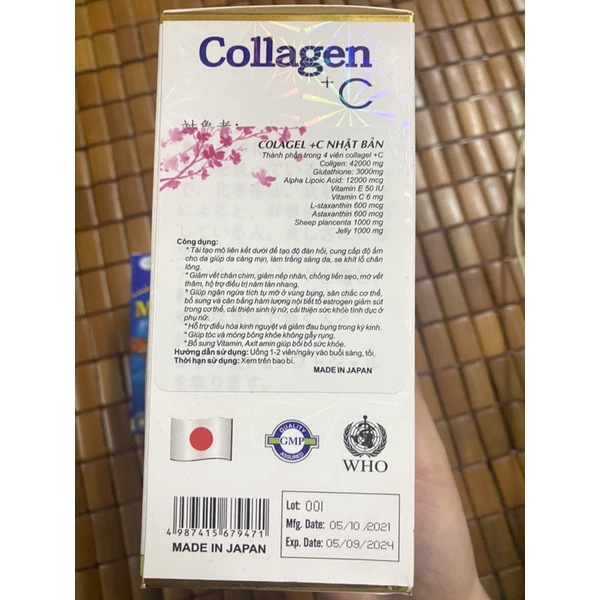 Collagen
+C
COLAGEL +C NHẬT BẢN
Thành phần trong 4 viên collagel +C
Colligen: 42000 mg
Glutathione: 3000mg
Alpha Lipoic Acid: 12000 mcg
Vitamin E 50 IU
Vitamin C 6 mg
L-staxanthin 600 mcg
Astaxanthin 600 mcg
Sheep plancenta 1000 mg
Jelly 1000 mg
Công dụng:
* Tái tạo mô liên kết dưới để tạo độ đàn hồi, cung cấp độ ẩm
cho da giúp da căng mịn, làm trắng sáng da, se khít lỗ chân
lông.
* Giảm vết chân chim, giảm nếp nhăn, chống liền sẹo, mờ vết
thâm, hộ trợ điều trị nám tản nhang.
* Giúp ngăn ngừa tích tụ mỡ ở vùng bụng, săn chắc cơ thể,
bổ sung và cân bằng hàm lượng nội tiết tố estrogen giảm sút
trong cơ thể, cải thiện sinh lý nữ, cải thiện sức khỏe tình dục ở
phụ nữ.
* Hỗ trợ điều hòa kinh nguyệt và giảm đau bụng trong kỳ kinh.
* Giúp tóc và móng bóng khỏe không gẫy rụng.
* Bổ sung Vitamin, Axit amin giúp bồi bổ sức khỏe.
Hướng dẫn sử dụng: Uống 1-2 viên/ngày vào buổi sáng, tối.
Thời hạn sử dụng: Xem trên bao bì.
MADE IN JAPAN
QUALITY
GMP
ASSURED
WHO
4 987415 679471
MADE IN JAPAN
Lot: 001
Mfg. Date: 05/10/2021
Exp. Date: 05/09/2024